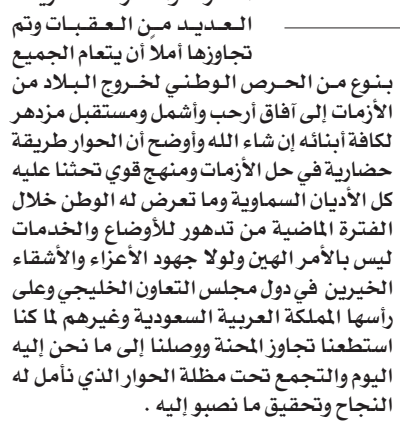 العديد من العقبات وتم
تجاوزها أملا أن يتعام الجميع
بنوع من الحرص الوطني لخروج البلاد من
الأزمات إلى آفاق أرحب وأشمل ومستقبل مزدهر
لكافة أبنائه إن شاء الله وأوضح أن الحوار طريقة
حضارية في حل الأزمات ومنهج قوي تحثنا عليه
كل الأديان السماوية وما تعرض له الوطن خلال
الفترة الماضية من تدهور للأوضاع والخدمات
ليس بالأمر الهين ولولا جهود الأعزاء والأشقاء
الخيرين في دول مجلس التعاون الخليجي وعلى
رأسها المملكة العربية السعودية وغيرهم لما كنا
استطعنا تجاوز المحنة ووصلنا إلى ما نحن إليه
اليوم والتجمع تحت مظلة الحوار الذي نأمل له
النجاح وتحقيق ما نصبو إليه .